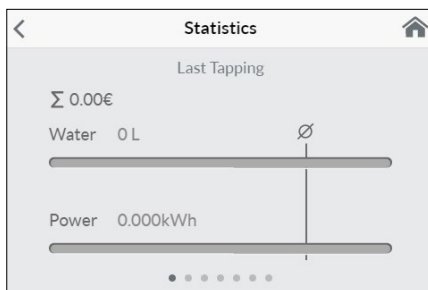 Statistics
Last Tapping
Σ 0.00€
Water 0 L Ø
Power 0.000kWh